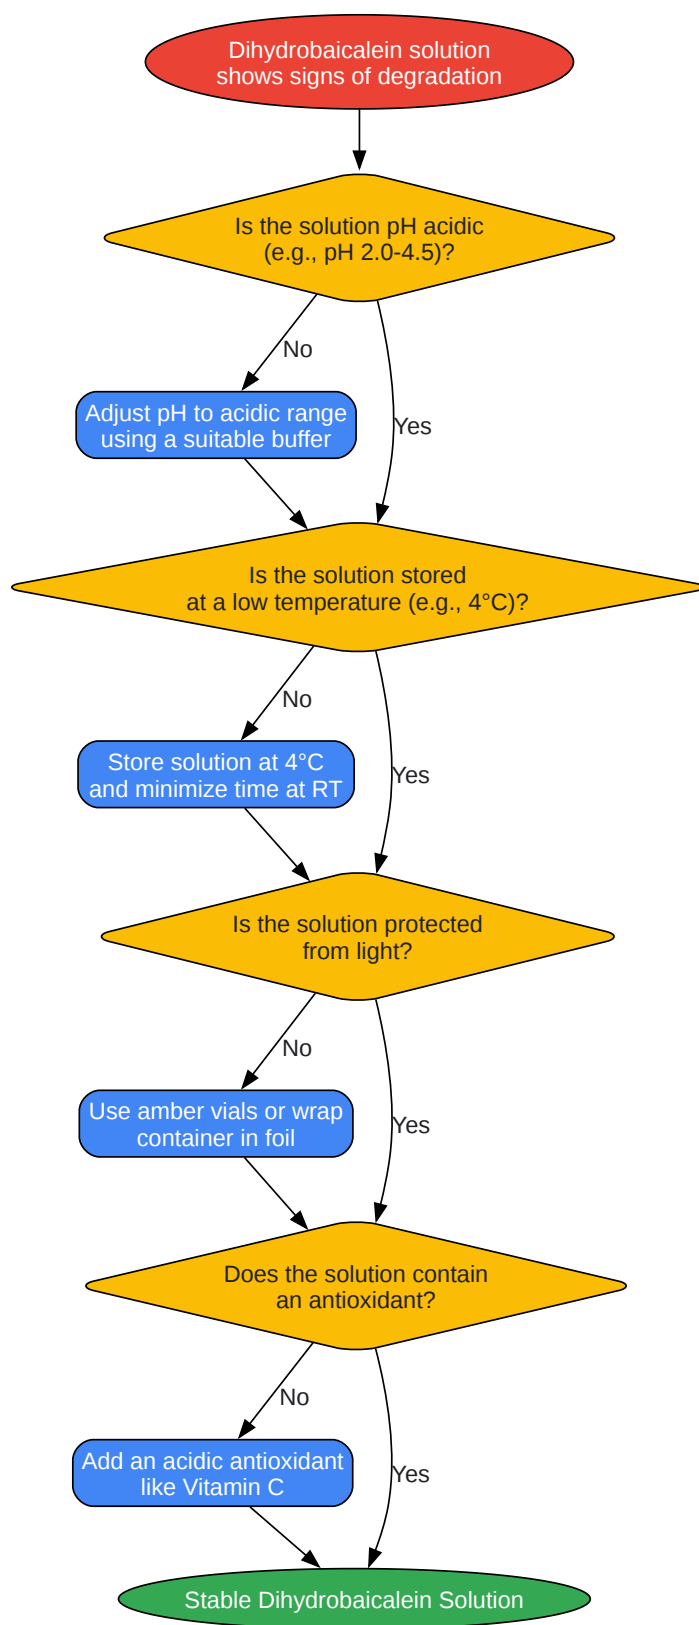 Dihydrobaicalein solution
shows signs of degradation
Is the solution pH acidic
(e.g., pH 2.0-4.5)?
No
Adjust pH to acidic range
using a suitable buffer
Yes
Is the solution stored
at a low temperature (e.g., 4°C)?
No
Store solution at 4°C
and minimize time at RT
Yes
Is the solution protected
from light?
No
Use amber vials or wrap
container in foil
Yes
Does the solution contain
an antioxidant?
No
Add an acidic antioxidant
like Vitamin C
Yes
Stable Dihydrobaicalein Solution